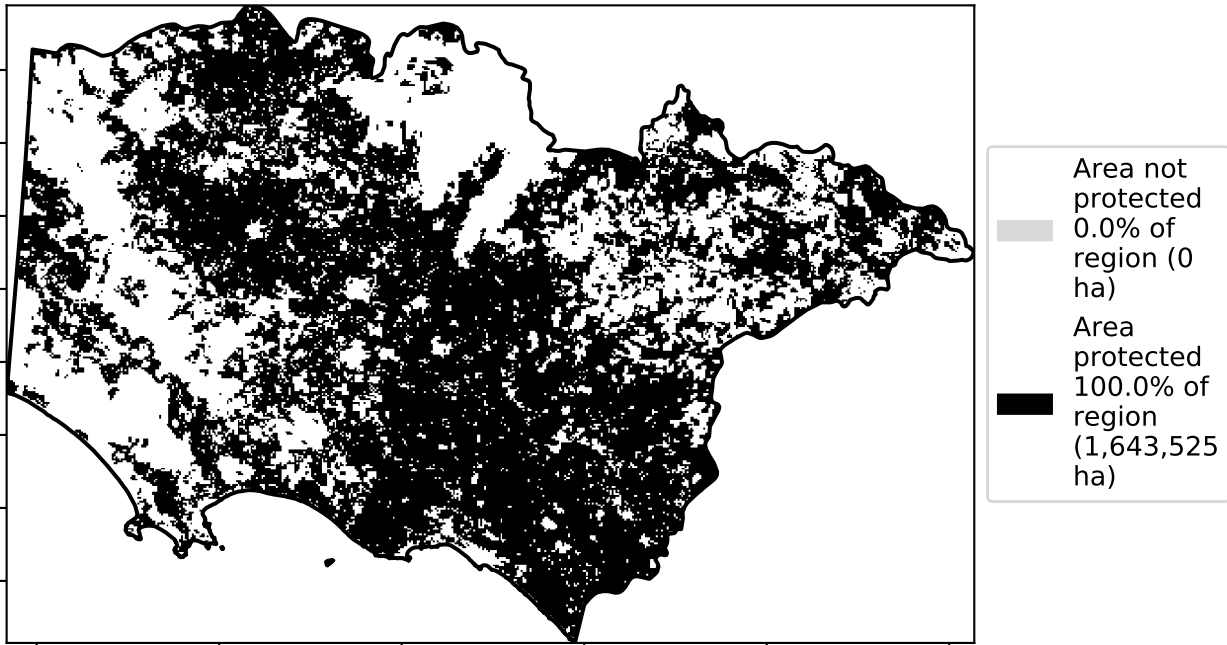 Area not
protected
0.0% of
region (0
ha)
Area
protected
100.0% of
region
(1,643,525
ha)